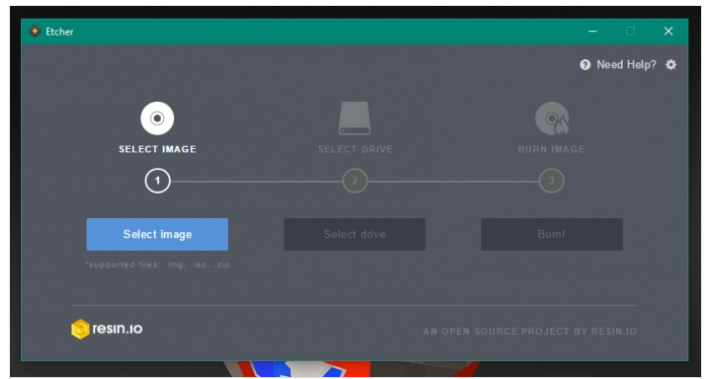 Etcher
Need Help?
SELECT IMAGE
SELECT DRIVE
BURN IMAGE
1
2
3
Select image
Select drive
Burn!
*supported files: .img, .iso, .zip
resin.io
AN OPEN SOURCE PROJECT BY RESIN.IO